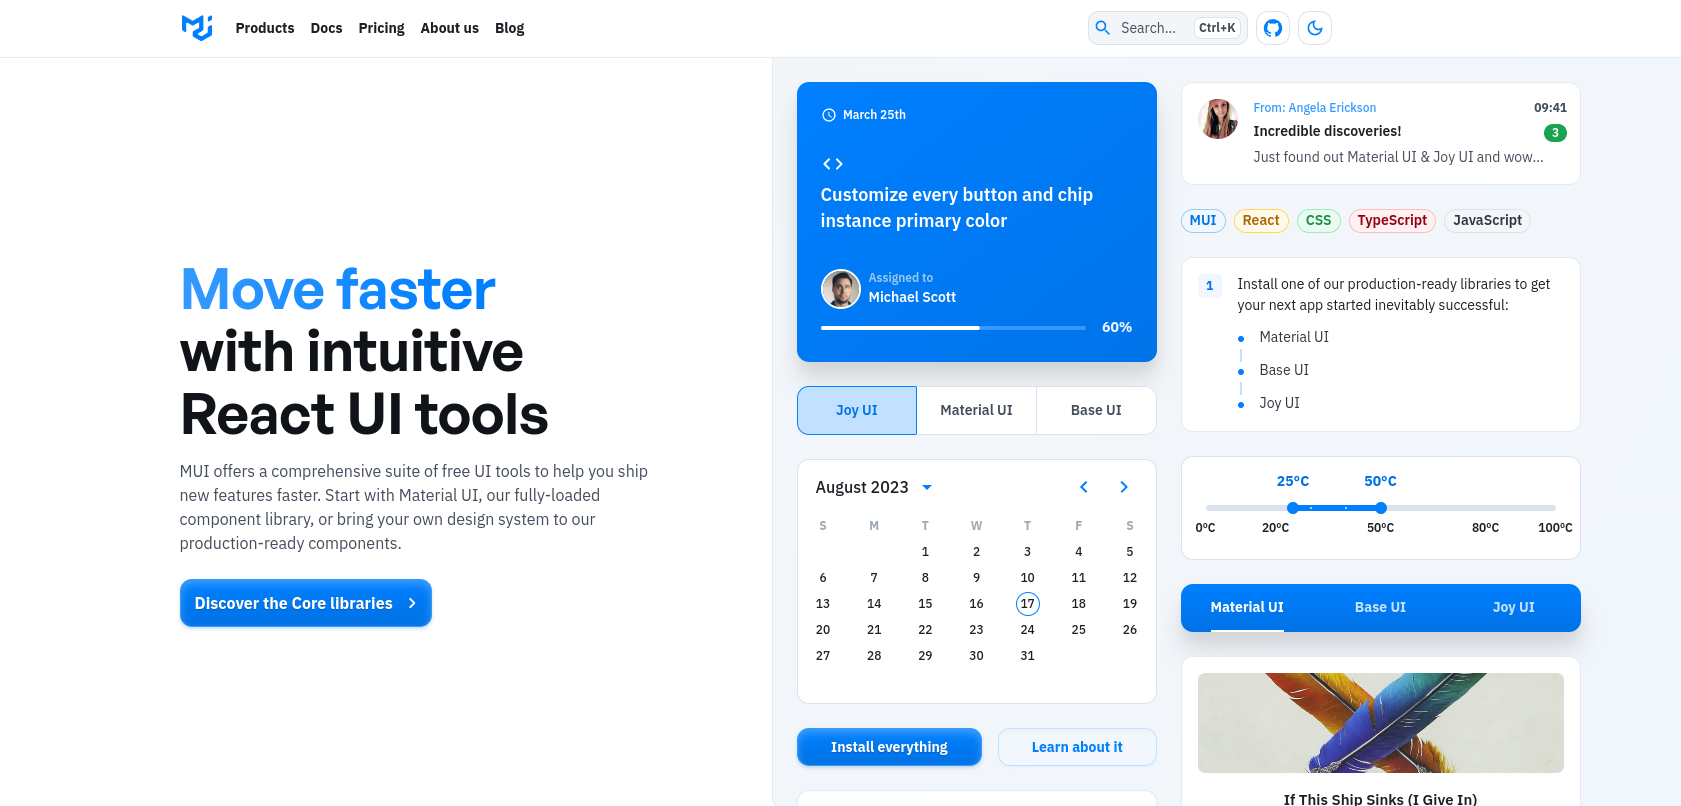 Products Docs Pricing About us Blog
Search... Ctrl+K
Move faster
with intuitive
React UI tools
MUI offers a comprehensive suite of free UI tools to help you ship
new features faster. Start with Material UI, our fully-loaded
component library, or bring your own design system to our
production-ready components.
Discover the Core libraries
March 25th
Customize every button and chip
instance primary color
Assigned to
Michael Scott
60%
Joy UI Material UI Base UI
August 2023
S M T W T F S
1 2 3 4 5
6 7 8 9 10 11 12
13 14 15 16 17 18 19
20 21 22 23 24 25 26
27 28 29 30 31
Install everything Learn about it
From: Angela Erickson 09:41
Incredible discoveries! 3
Just found out Material UI & Joy UI and wow...
MUI React CSS TypeScript JavaScript
1 Install one of our production-ready libraries to get
your next app started inevitably successful:
Material UI
Base UI
Joy UI
25°C 50°C
0°C 20°C 50°C 80°C 100°C
Material UI Base UI Joy UI
If This Ship Sinks (I Give In)